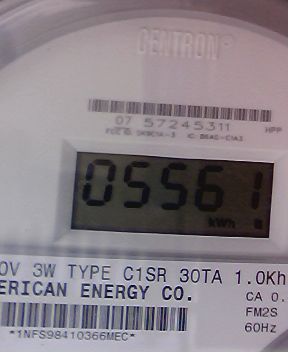 CENTRON®
07 57245311
HPP
05561
kWh
0V 3W TYPE C1SR 30TA 1.0Kh
ERICAN ENERGY CO. CA 0.
FM2S
*1NFS98410366MEC* 60Hz